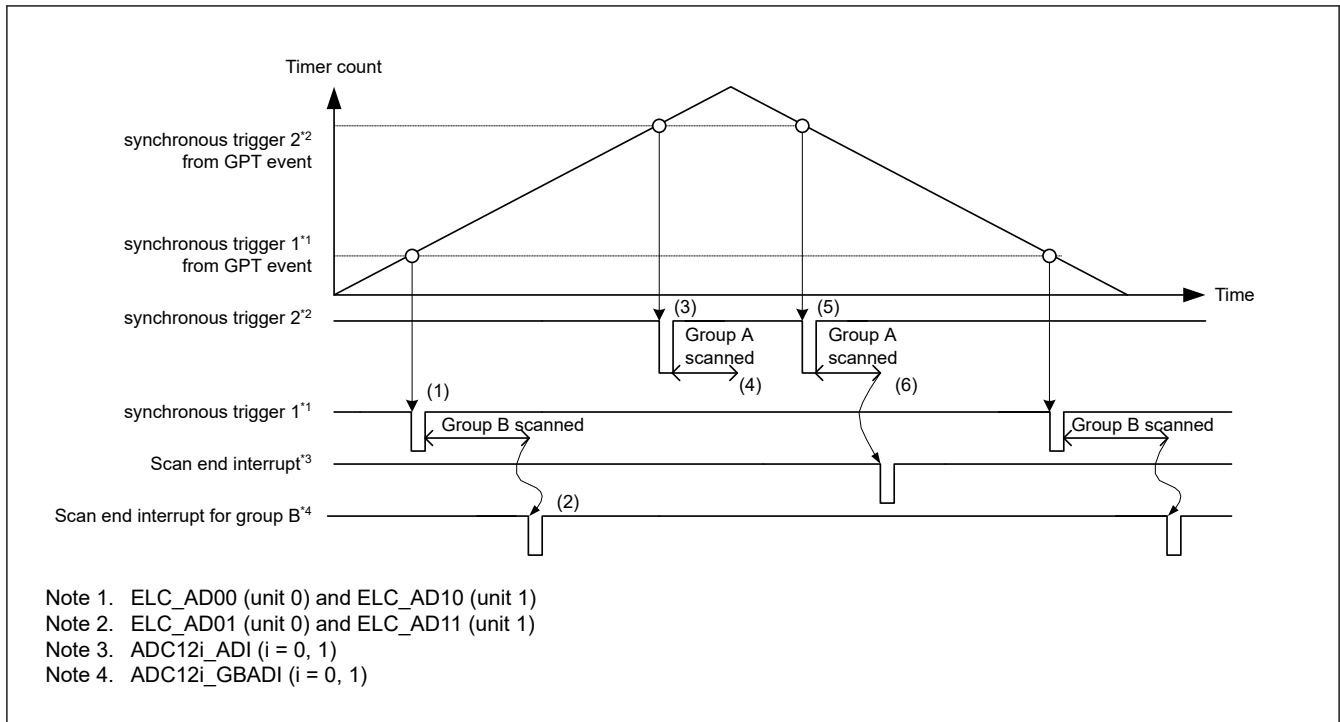 Timer count
synchronous trigger 2*2
from GPT event
synchronous trigger 1*1
from GPT event
Time
synchronous trigger 2*2
(3)
(5)
Group A
scanned
Group A
scanned
(4)
(6)
(1)
synchronous trigger 1*1
Group B scanned
Group B scanned
Scan end interrupt*3
(2)
Scan end interrupt for group B*4
Note 1. ELC_AD00 (unit 0) and ELC_AD10 (unit 1)
Note 2. ELC_AD01 (unit 0) and ELC_AD11 (unit 1)
Note 3. ADC12i_ADI (i = 0, 1)
Note 4. ADC12i_GBADI (i = 0, 1)